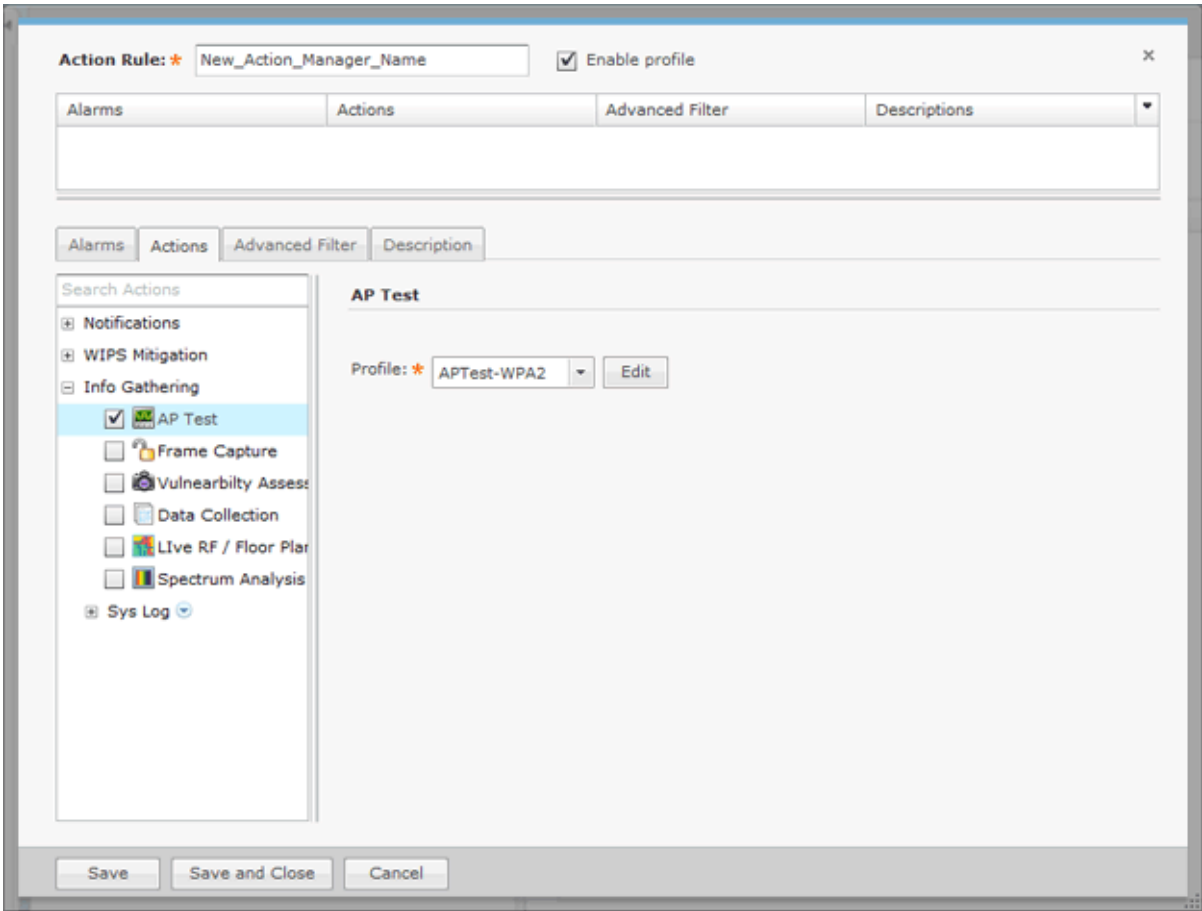 Action Rule: * New_Action_Manager_Name Enable profile
Alarms Actions Advanced Filter Descriptions
Alarms Actions Advanced Filter Description
Search Actions
AP Test
Notifications
WIPS Mitigation
Profile: * APTest-WPA2 Edit
Info Gathering
AP Test
Frame Capture
Vulnearbilty Assess
Data Collection
LIve RF / Floor Plan
Spectrum Analysis
Sys Log
Save Save and Close Cancel